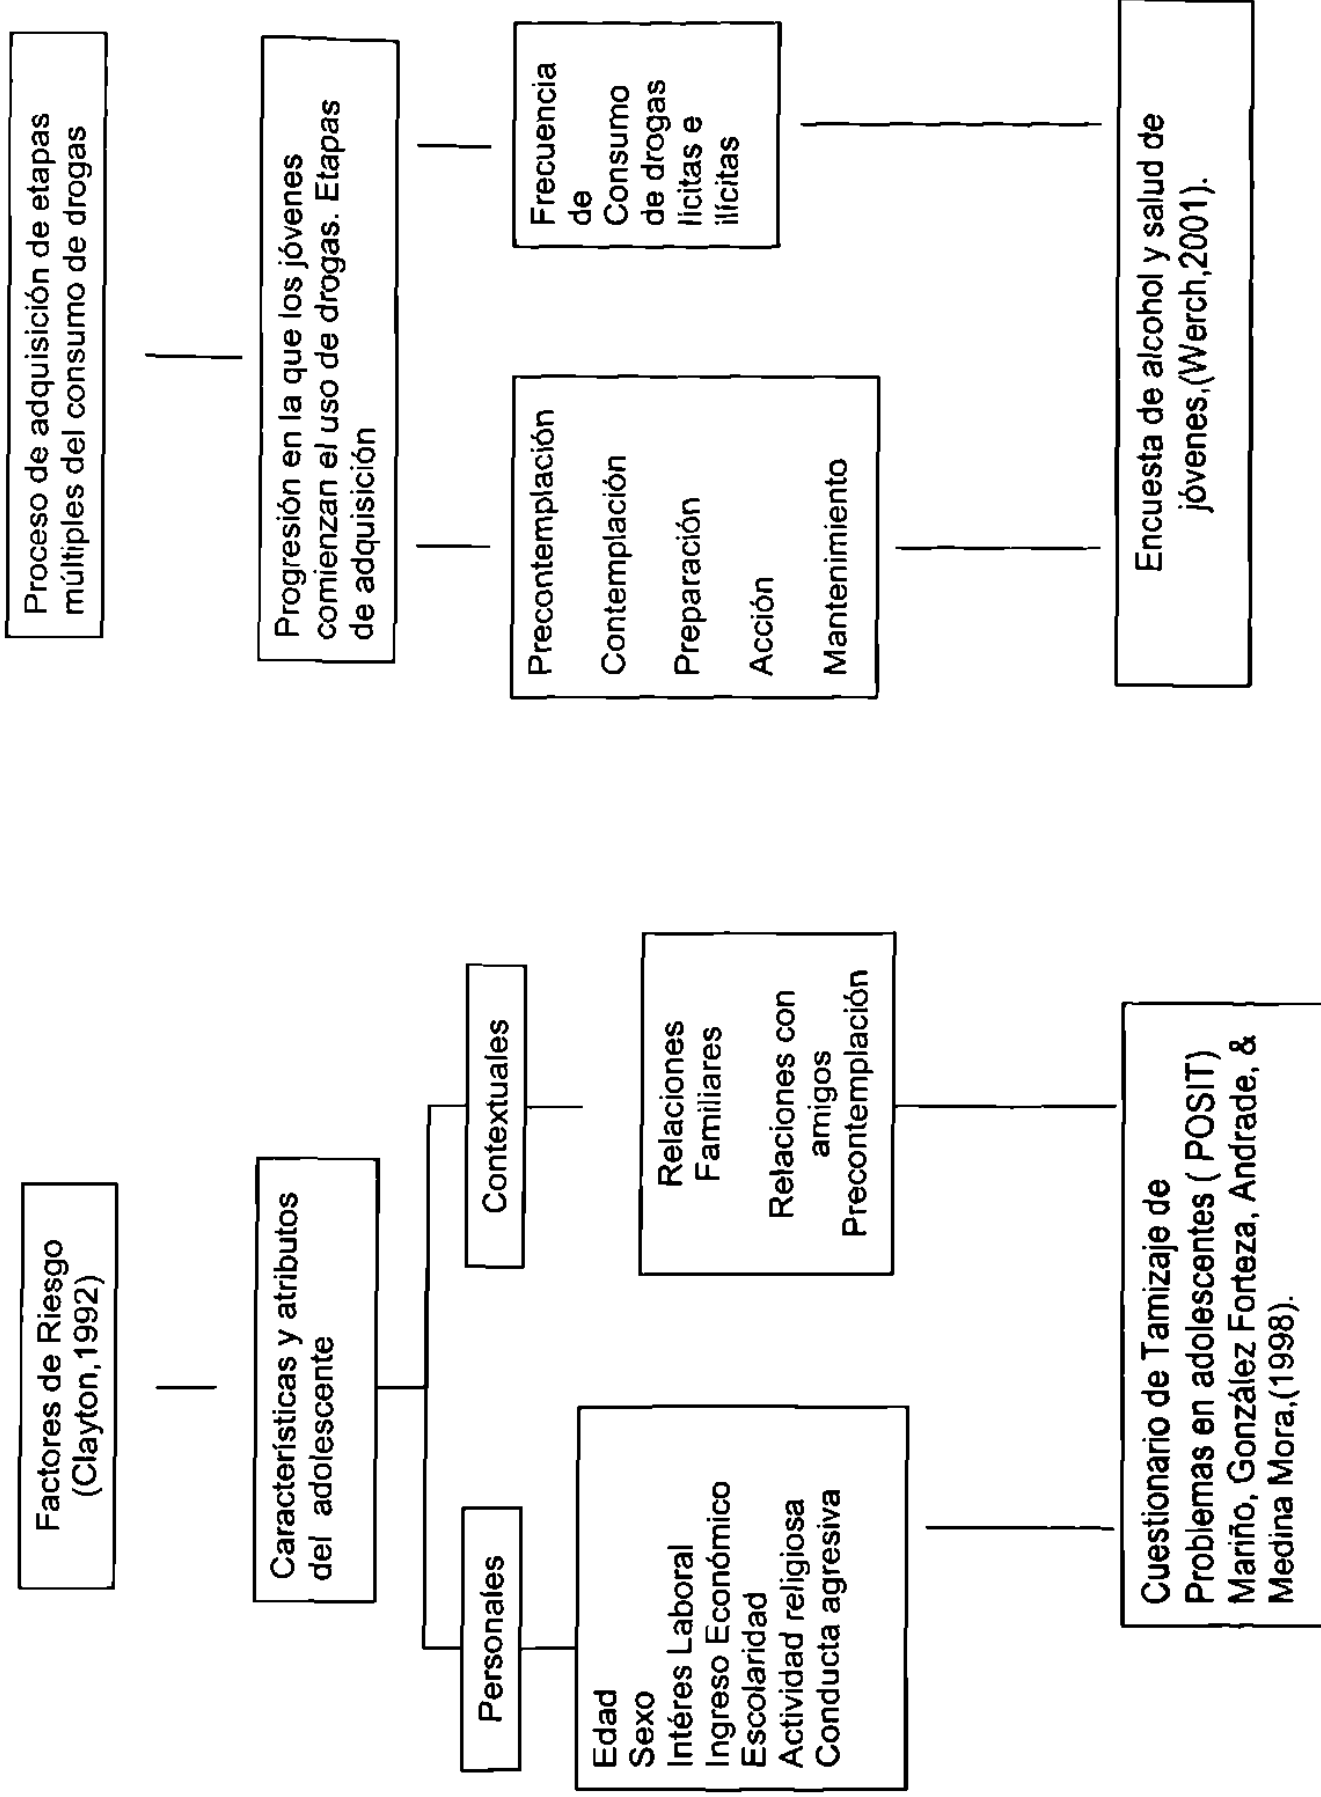 Factores de Riesgo
(Clayton,1992)
Características y atributos
del adolescente
Personales
Contextuales
Edad
Sexo
Intéres Laboral
Ingreso Económico
Escolaridad
Actividad religiosa
Conducta agresiva
Relaciones
Familiares
Relaciones con
amigos
Precontemplación
Cuestionario de Tamizaje de
Problemas en adolescentes ( POSIT)
Mariño, González Forteza, Andrade, &
Medina Mora,(1998).
Proceso de adquisición de etapas
múltiples del consumo de drogas
Progresión en la que los jóvenes
comienzan el uso de drogas. Etapas
de adquisición
Precontemplación
Contemplación
Preparación
Acción
Mantenimiento
Frecuencia
de
Consumo
de drogas
lícitas e
ilícitas
Encuesta de alcohol y salud de
jóvenes,(Werch,2001).